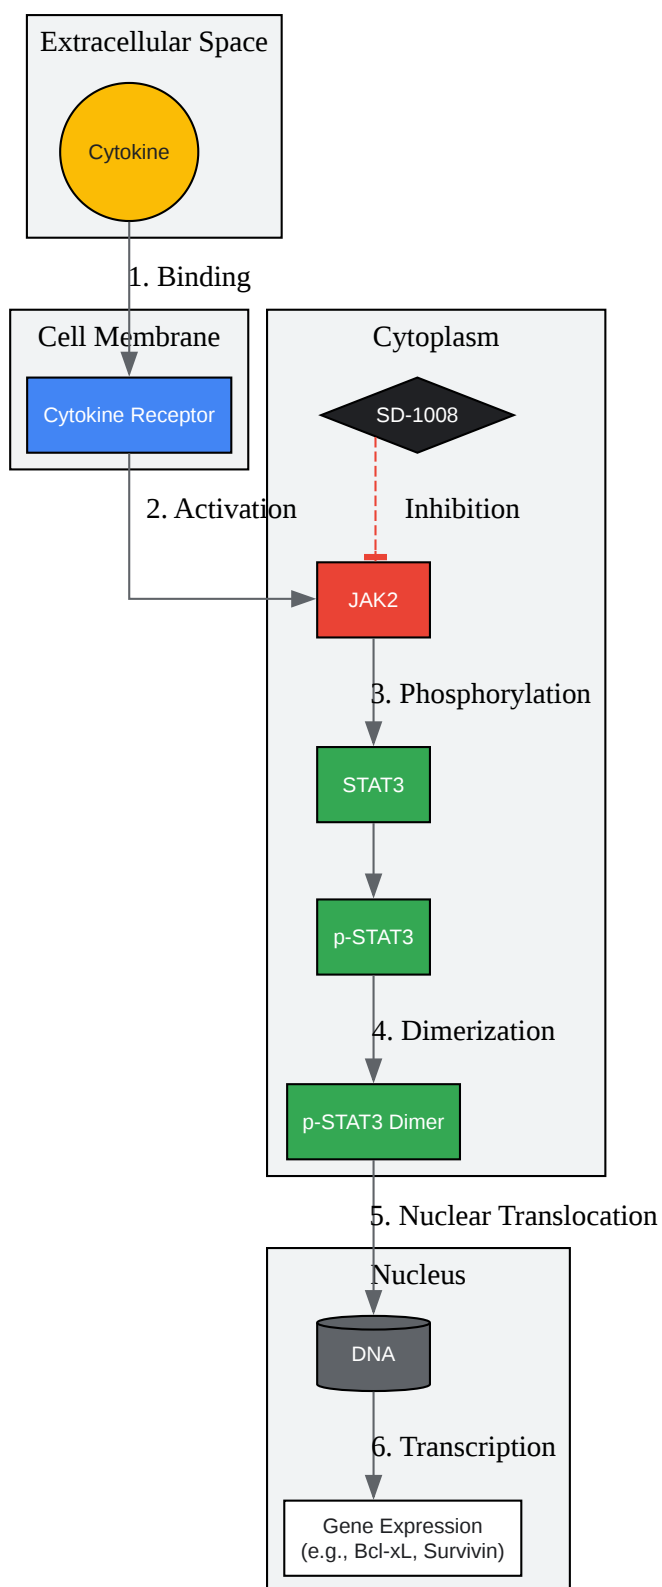 Extracellular Space
Cytokine
1. Binding
Cell Membrane
Cytokine Receptor
Cytoplasm
SD-1008
2. Activation
Inhibition
JAK2
3. Phosphorylation
STAT3
p-STAT3
4. Dimerization
p-STAT3 Dimer
5. Nuclear Translocation
Nucleus
DNA
6. Transcription
Gene Expression
(e.g., Bcl-xL, Survivin)